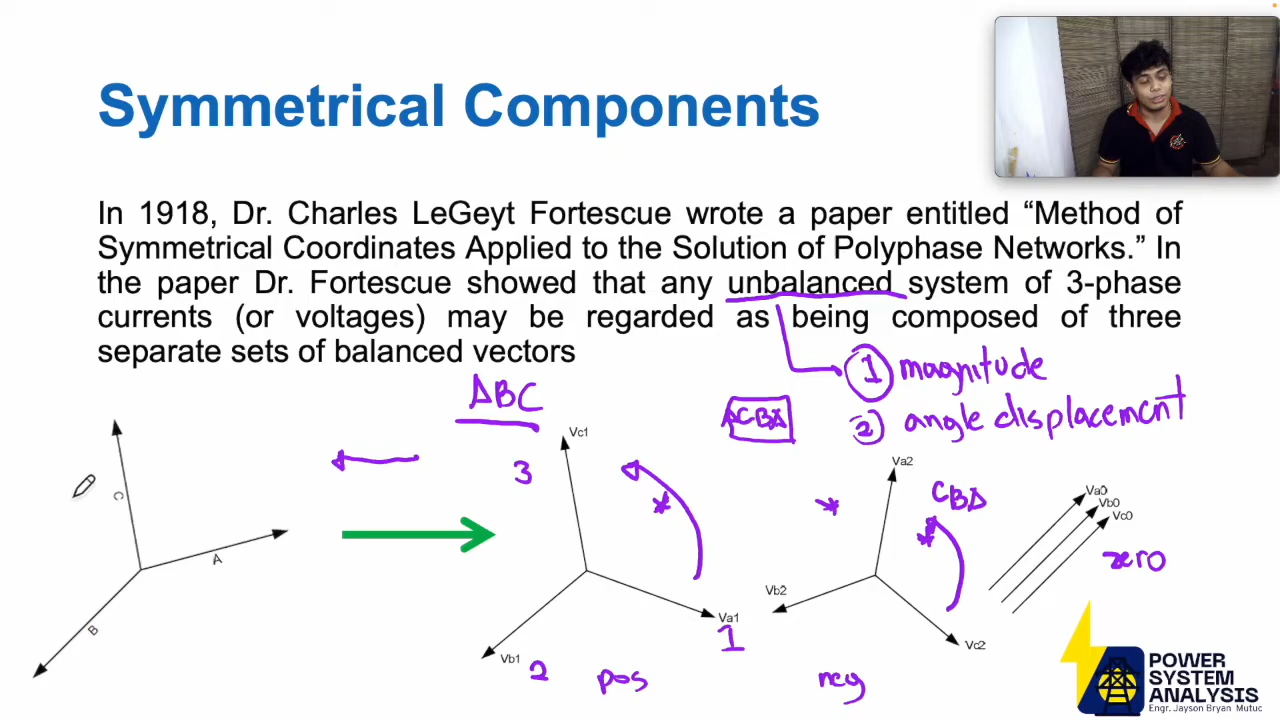 Symmetrical Components
In 1918, Dr. Charles LeGeyt Fortescue wrote a paper entitled “Method of
Symmetrical Coordinates Applied to the Solution of Polyphase Networks.” In
the paper Dr. Fortescue showed that any unbalanced system of 3-phase
currents (or voltages) may be regarded as being composed of three
separate sets of balanced vectors
1 magnitude
2 angle displacement
ABC
ACBA
C
A
B
Vc1
3
Va1
1
Vb1
2
pos
Va2
CBA
Vb2
Vc2
neg
Va0
Vb0
Vc0
zero
POWER
SYSTEM
ANALYSIS
Engr. Jayson Bryan Mutuc